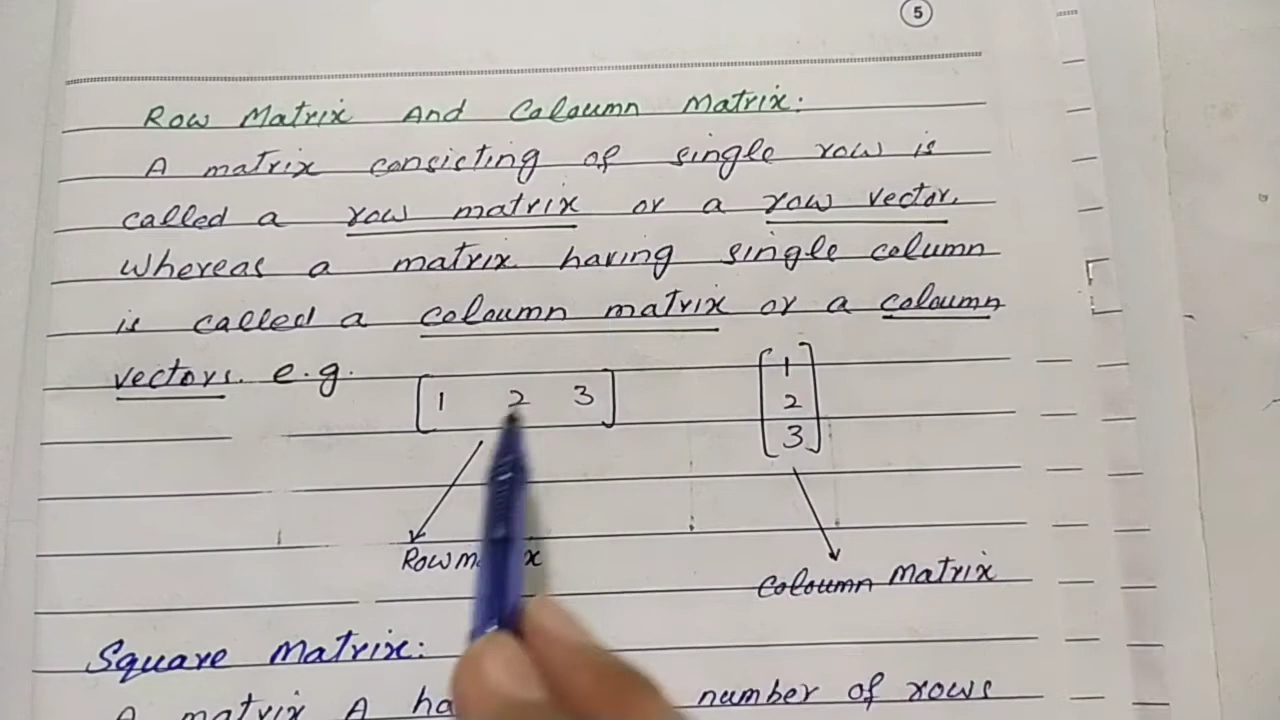 5
Row Matrix And Coloumn Matrix:
A matrix consisting of single row is
called a row matrix or a row vector.
Whereas a matrix having single column
is called a coloumn matrix or a coloumn
vectors. e.g.
[1 2 3]
[1
2
3]
Coloumn Matrix
Square Matrix:
A matrix A number of rows